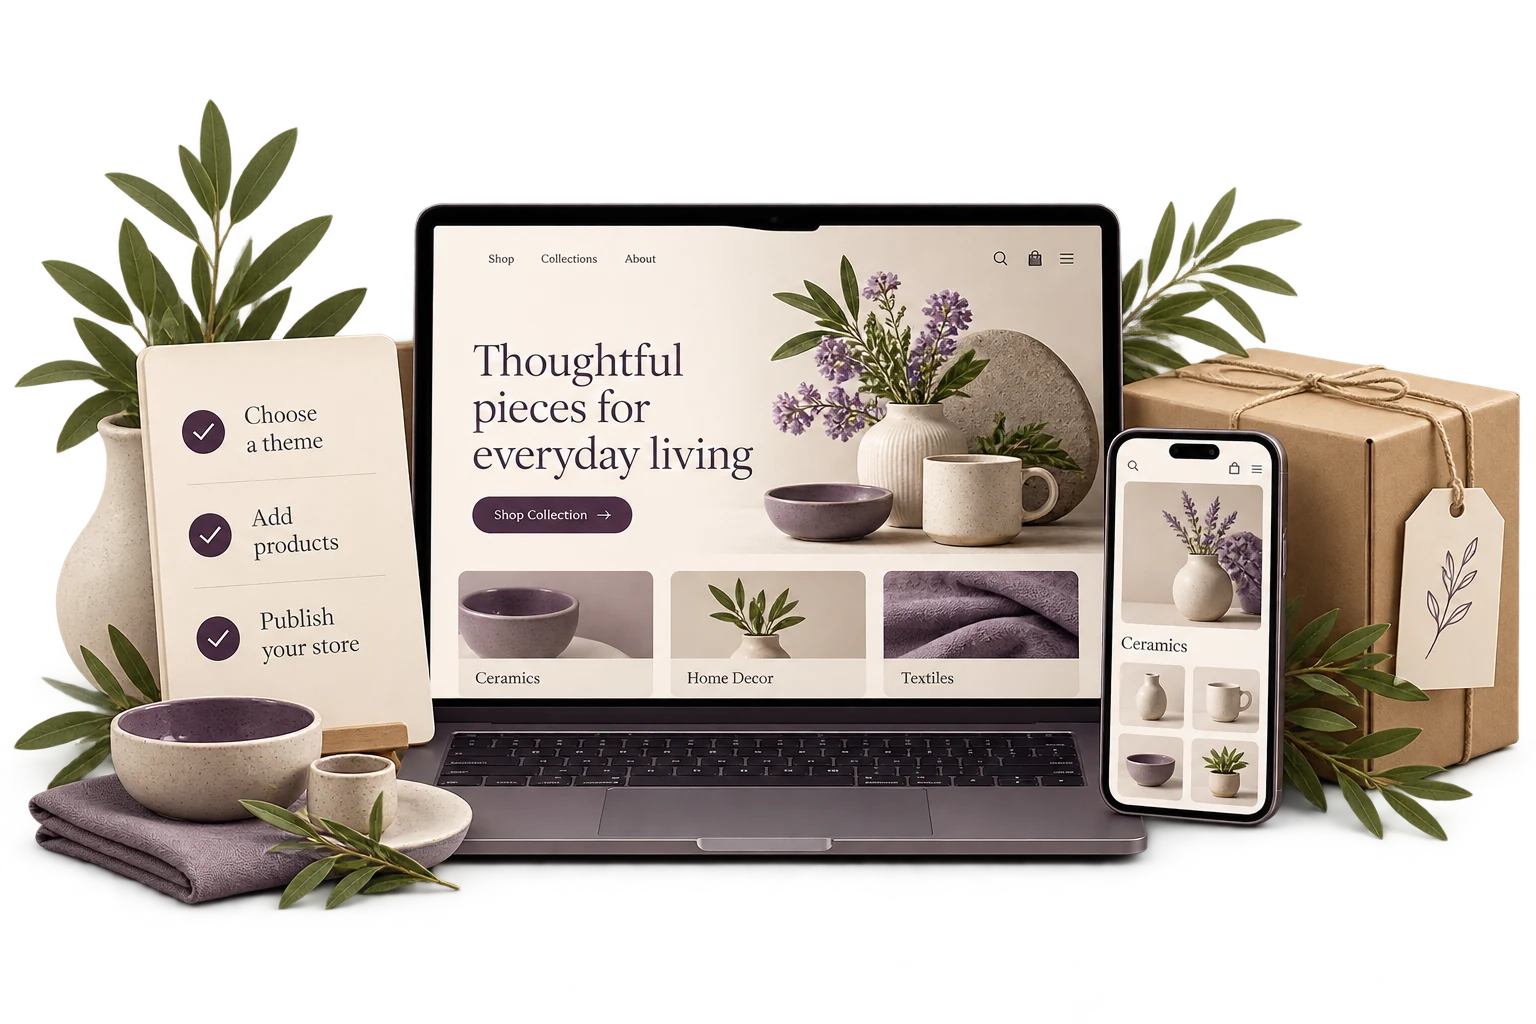 Choose
a theme
Add
products
Publish
your store
Shop Collections About
Thoughtful
pieces for
everyday living
Shop Collection →
Ceramics Home Decor Textiles
Ceramics